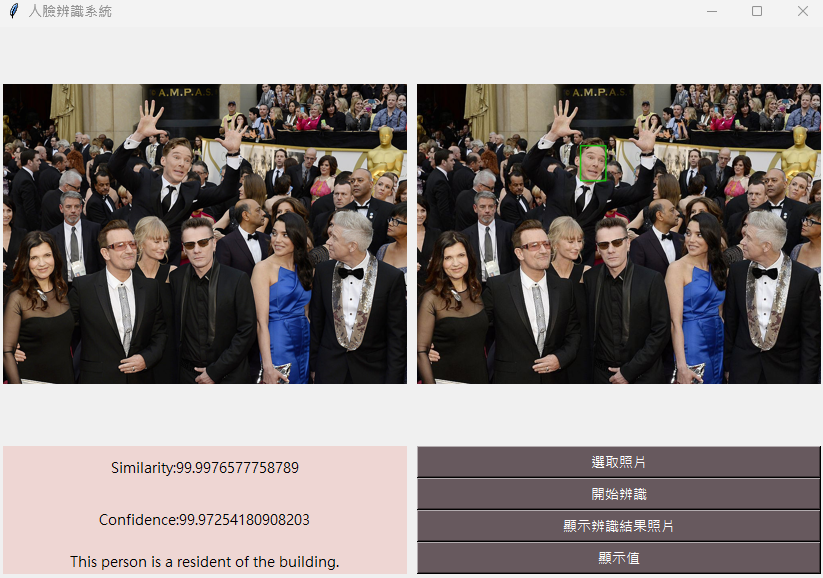 人臉辨識系統
A.M.P.A.S.
A.M.P.A.S.
Similarity:99.9976577758789
Confidence:99.97254180908203
This person is a resident of the building.
選取照片
開始辨識
顯示辨識結果照片
顯示值